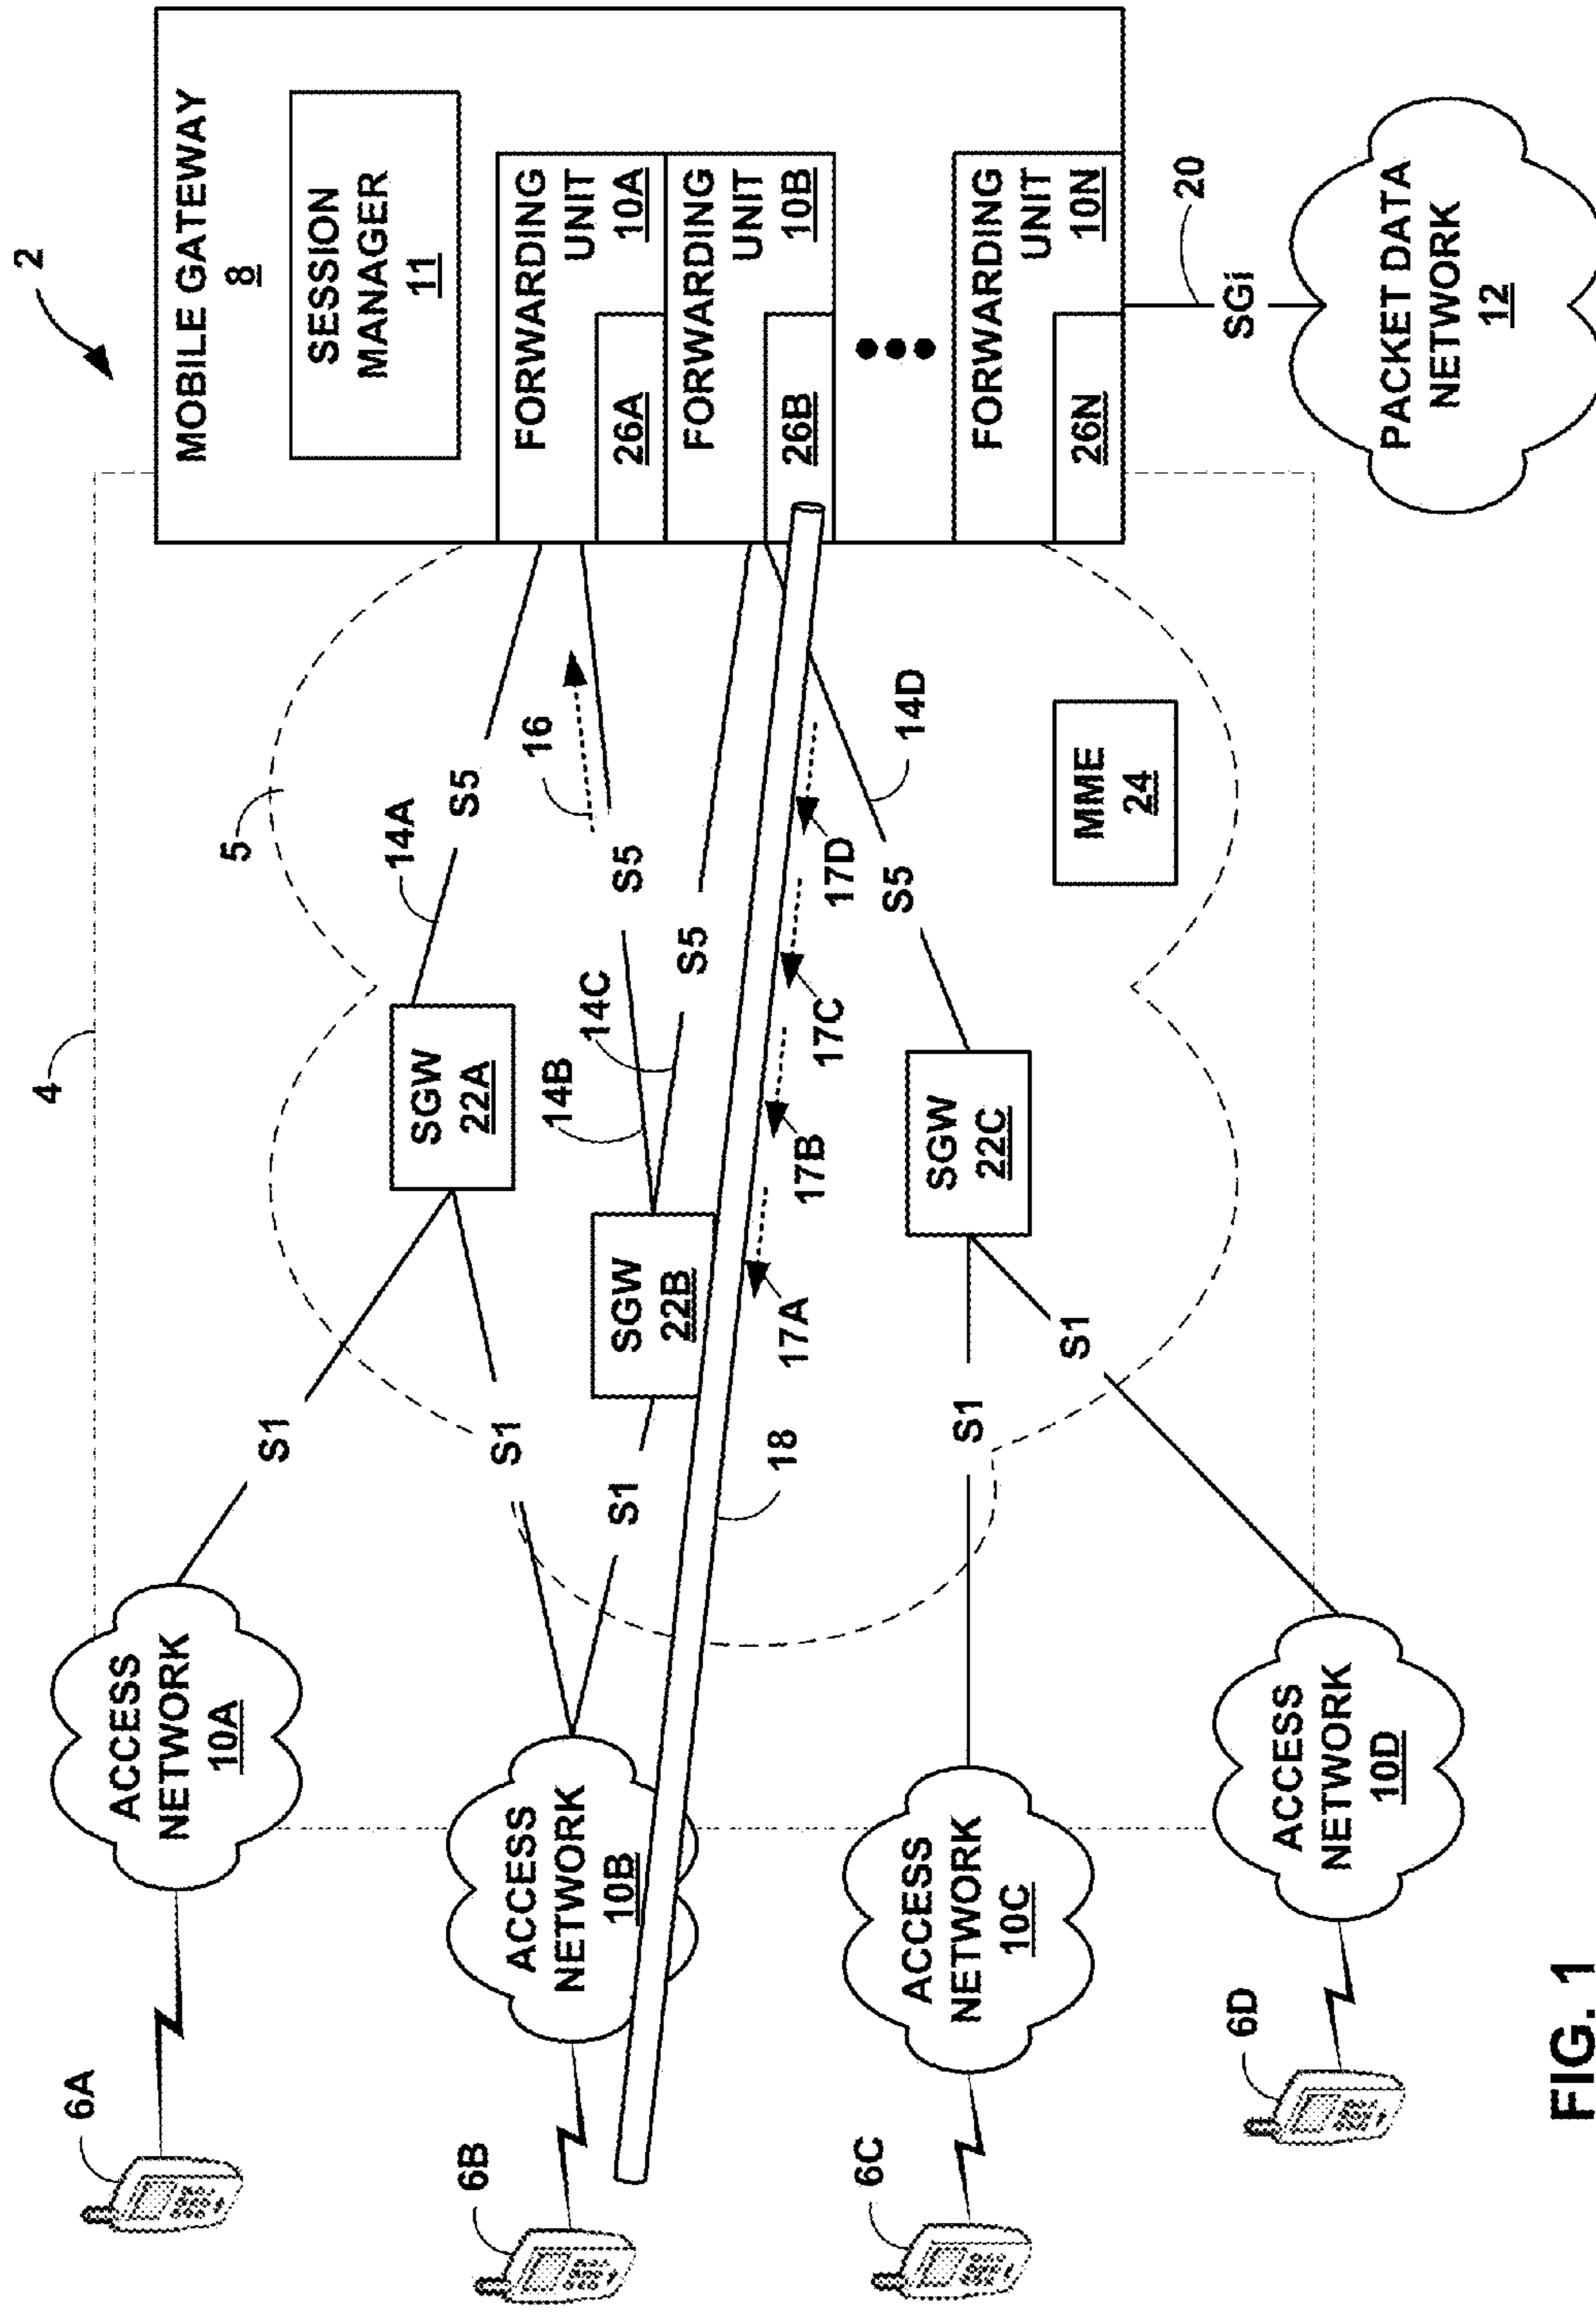 2
MOBILE GATEWAY
8
SESSION
MANAGER
11
FORWARDING
UNIT
10A
26A
FORWARDING
UNIT
10B
26B
FORWARDING
UNIT
10N
26N
20
SGi
PACKET DATA
NETWORK
12
4
5
14A
S5
16
S5
14B
14C
S5
14D
S5
17A
17B
17C
17D
MME
24
SGW
22A
SGW
22B
SGW
22C
S1
S1
S1
S1
S1
18
ACCESS
NETWORK
10A
ACCESS
NETWORK
10B
ACCESS
NETWORK
10C
ACCESS
NETWORK
10D
6A
6B
6C
6D
FIG. 1